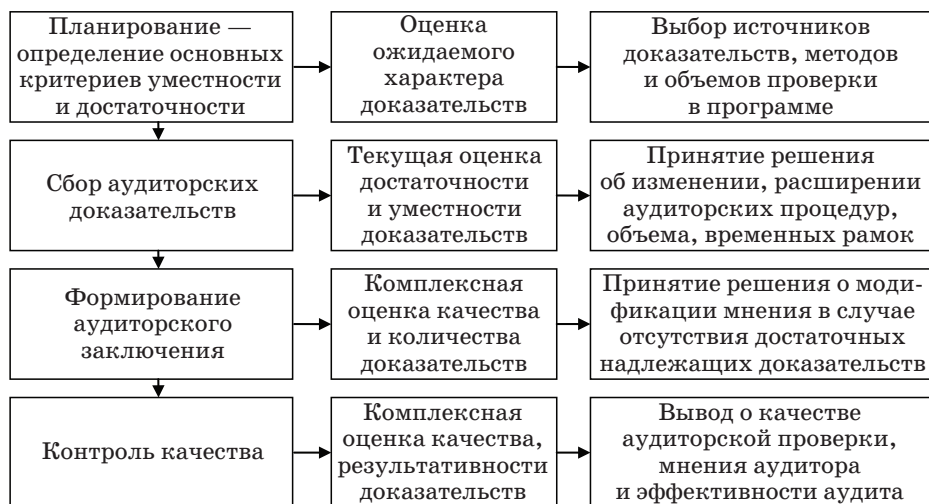 Планирование —
определение основных
критериев уместности
и достаточности
Оценка
ожидаемого
характера
доказательств
Выбор источников
доказательств, методов
и объемов проверки
в программе
Сбор аудиторских
доказательств
Текущая оценка
достаточности
и уместности
доказательств
Принятие решения
об изменении, расширении
аудиторских процедур,
объема, временных рамок
Формирование
аудиторского
заключения
Комплексная
оценка качества
и количества
доказательств
Принятие решения о моди-
фикации мнения в случае
отсутствия достаточных
надлежащих доказательств
Контроль качества
Комплексная
оценка качества,
результативности
доказательств
Вывод о качестве
аудиторской проверки,
мнения аудитора
и эффективности аудита